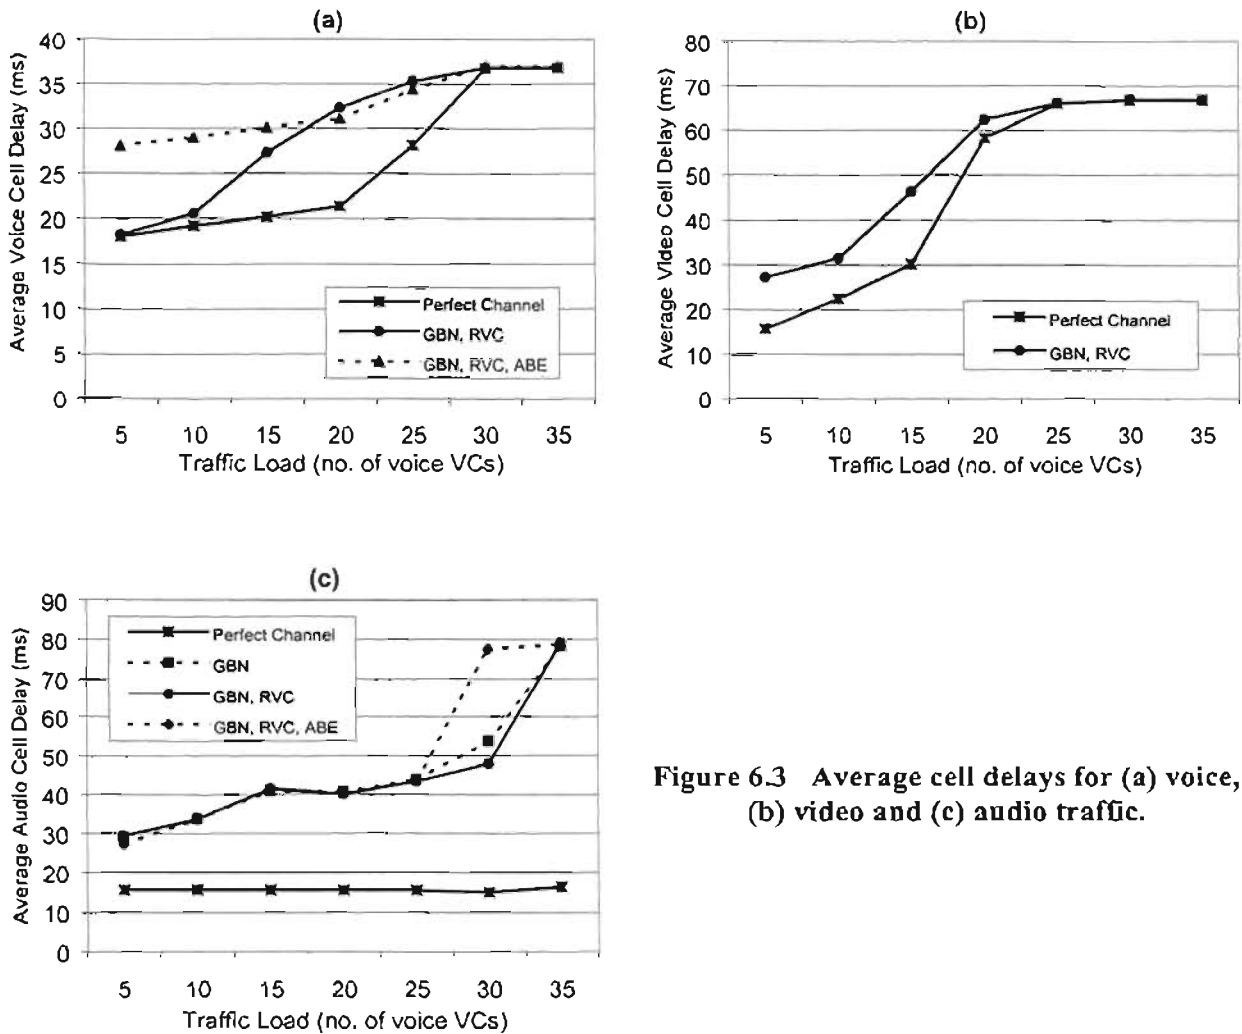 (a)
Average Voice Cell Delay (ms)
40
35
30
25
20
15
10
5
0
Perfect Channel
GBN, RVC
GBN, RVC, ABE
5 10 15 20 25 30 35
Traffic Load (no. of voice VCs)
(b)
Average Video Cell Delay (ms)
80
70
60
50
40
30
20
10
0
Perfect Channel
GBN, RVC
5 10 15 20 25 30 35
Traffic Load (no. of voice VCs)
(c)
Average Audio Cell Delay (ms)
90
80
70
60
50
40
30
20
10
0
Perfect Channel
GBN
GBN, RVC
GBN, RVC, ABE
5 10 15 20 25 30 35
Traffic Load (no. of voice VCs)
Figure 6.3 Average cell delays for (a) voice,
(b) video and (c) audio traffic.